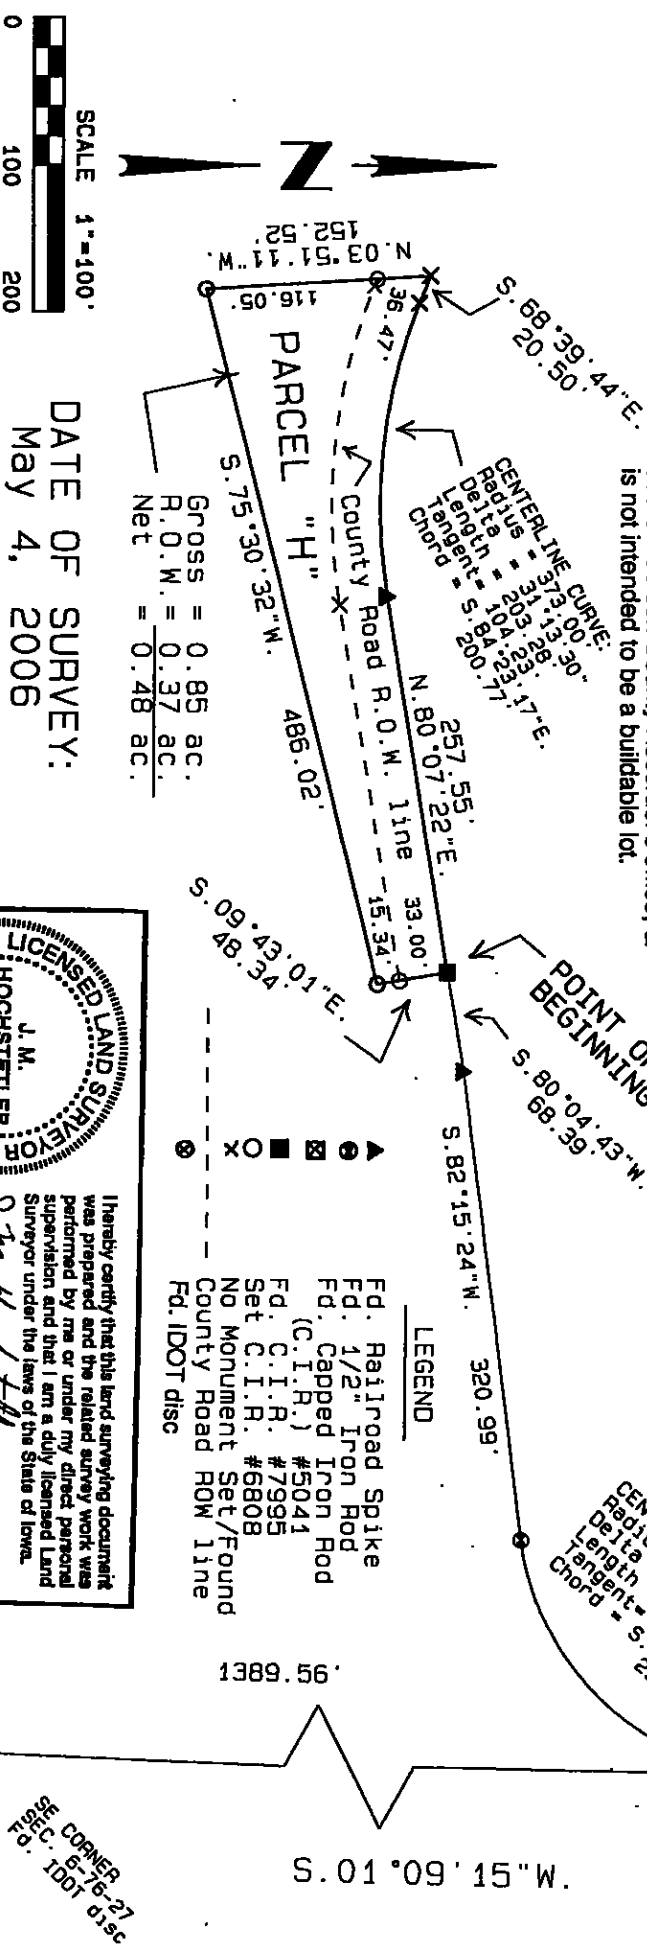 is not intended to be a buildable lot.
S.68°39'44"E.
20.50'
CENTERLINE CURVE:
Radius = 373.00'
Delta = 31°13'30"
Length = 203.28'
Tangent= 104.23'
Chord = S.84°23'17"E.
200.77'
257.55'
N.80°07'22"E.
POINT OF
BEGINNING
S.80°04'43"W.
68.39'
S.82°15'24"W. 320.99'
Radius
Delta
Length
Tangent=
Chord = S.
N.03°51'11"W.
152.52'
116.05'
36.47'
PARCEL "H"
County Road R.O.W. line
33.00'
15.34'
S.09°43'01"E.
48.34'
S.75°30'32"W. 486.02'
Gross = 0.85 ac.
R.O.W. = 0.37 ac.
Net = 0.48 ac.
N
SCALE 1"=100'
0 100 200
DATE OF SURVEY:
May 4, 2006
LEGEND
Fd. Railroad Spike
Fd. 1/2" Iron Rod
Fd. Capped Iron Rod
(C.I.R.) #5041
Fd. C.I.R. #7995
Set C.I.R. #6808
No Monument Set/Found
County Road ROW line
Fd. IDOT disc
LICENSED LAND SURVEYOR
J. M.
HOCHSTETLER
I hereby certify that this land surveying document
was prepared and the related survey work was
performed by me or under my direct personal
supervision and that I am a duly licensed Land
Surveyor under the laws of the State of Iowa.
1389.56'
S.01°09'15"W.
SE CORNER
SEC. 6-76-27
Fd. IDOT disc